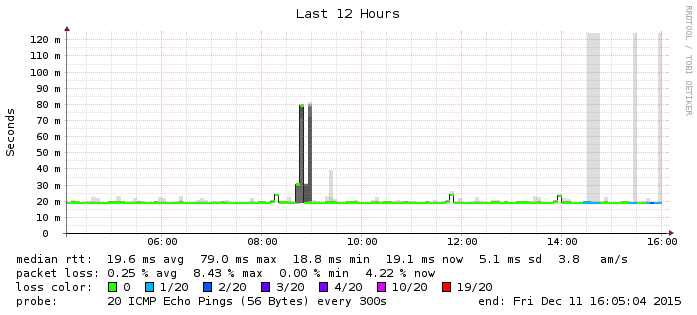 Last 12 Hours
RRDTOOL / TOBI OETIKER
Seconds
120 m
110 m
100 m
90 m
80 m
70 m
60 m
50 m
40 m
30 m
20 m
10 m
0
06:00 08:00 10:00 12:00 14:00 16:00
median rtt: 19.6 ms avg 79.0 ms max 18.8 ms min 19.1 ms now 5.1 ms sd 3.8 am/s
packet loss: 0.25 % avg 8.43 % max 0.00 % min 4.22 % now
loss color: 0 1/20 2/20 3/20 4/20 10/20 19/20
probe: 20 ICMP Echo Pings (56 Bytes) every 300s end: Fri Dec 11 16:05:04 2015